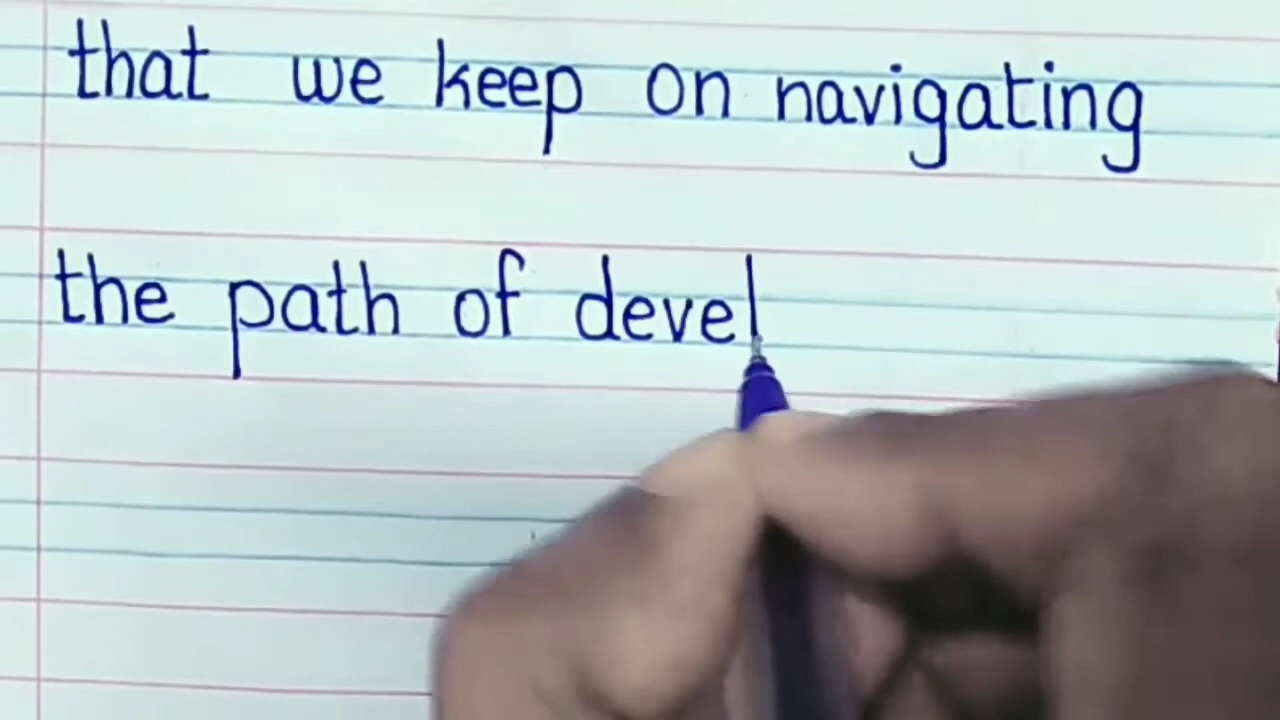 that we keep on navigating
the path of devel